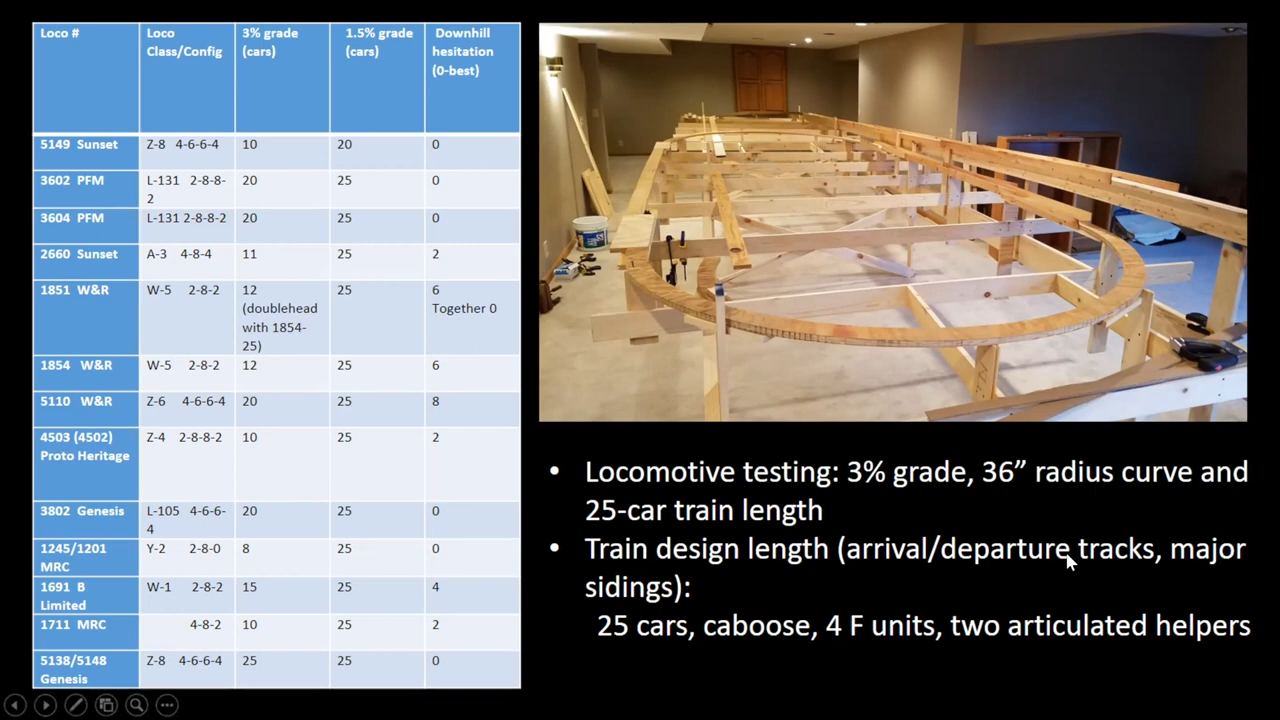 Loco # Loco Class/Config 3% grade (cars) 1.5% grade (cars) Downhill hesitation (0-best)
5149 Sunset Z-8 4-6-6-4 10 20 0
3602 PFM L-131 2-8-8-2 20 25 0
3604 PFM L-131 2-8-8-2 20 25 0
2660 Sunset A-3 4-8-4 11 25 2
1851 W&R W-5 2-8-2 12 (doublehead with 1854-25) 25 6 Together 0
1854 W&R W-5 2-8-2 12 25 6
5110 W&R Z-6 4-6-6-4 20 25 8
4503 (4502) Proto Heritage Z-4 2-8-8-2 10 25 2
3802 Genesis L-105 4-6-6-4 20 25 0
1245/1201 MRC Y-2 2-8-0 8 25 0
1691 B Limited W-1 2-8-2 15 25 4
1711 MRC 4-8-2 10 25 2
5138/5148 Genesis Z-8 4-6-6-4 25 25 0
• Locomotive testing: 3% grade, 36” radius curve and
25-car train length
• Train design length (arrival/departure tracks, major
sidings):
25 cars, caboose, 4 F units, two articulated helpers